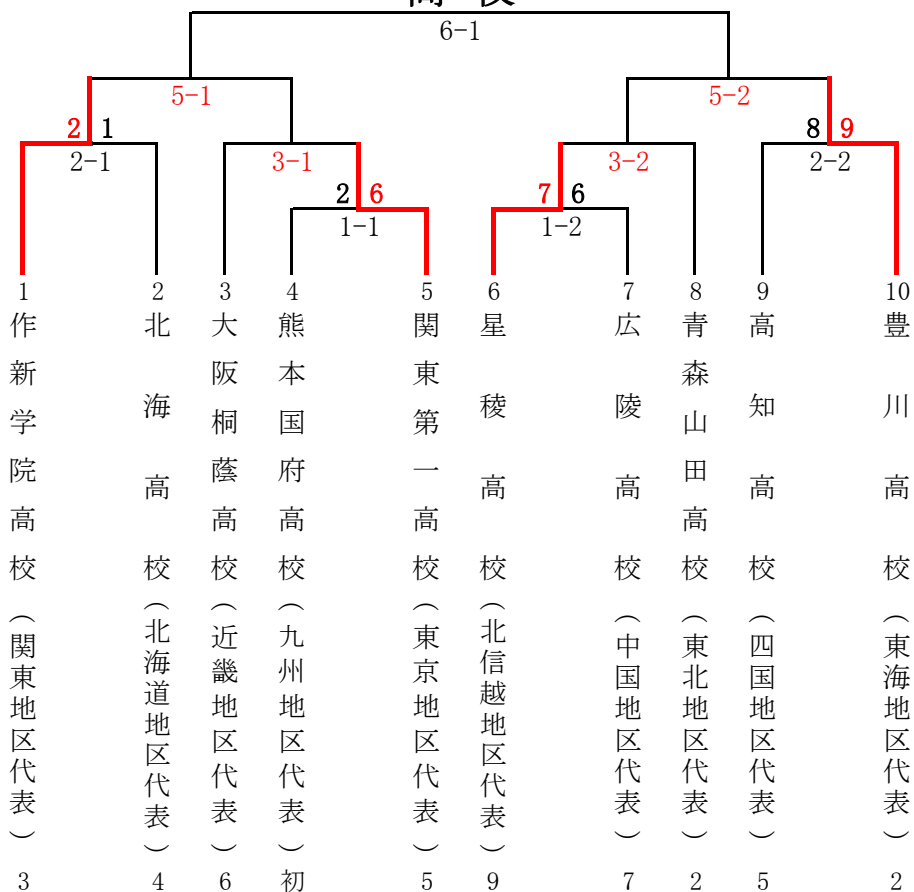 高校
6-1
5-1
5-2
2 1
8 9
2-1
3-1
3-2
2-2
2 6
7 6
1-1
1-2
1
2
3
4
5
6
7
8
9
10
作新学院高校（関東地区代表）
北海高校（北海道地区代表）
大阪桐蔭高校（近畿地区代表）
熊本国府高校（九州地区代表）
関東第一高校（東京地区代表）
星稜高校（北信越地区代表）
広陵高校（中国地区代表）
青森山田高校（東北地区代表）
高知高校（四国地区代表）
豊川高校（東海地区代表）
3
4
6
初
5
9
7
2
5
2